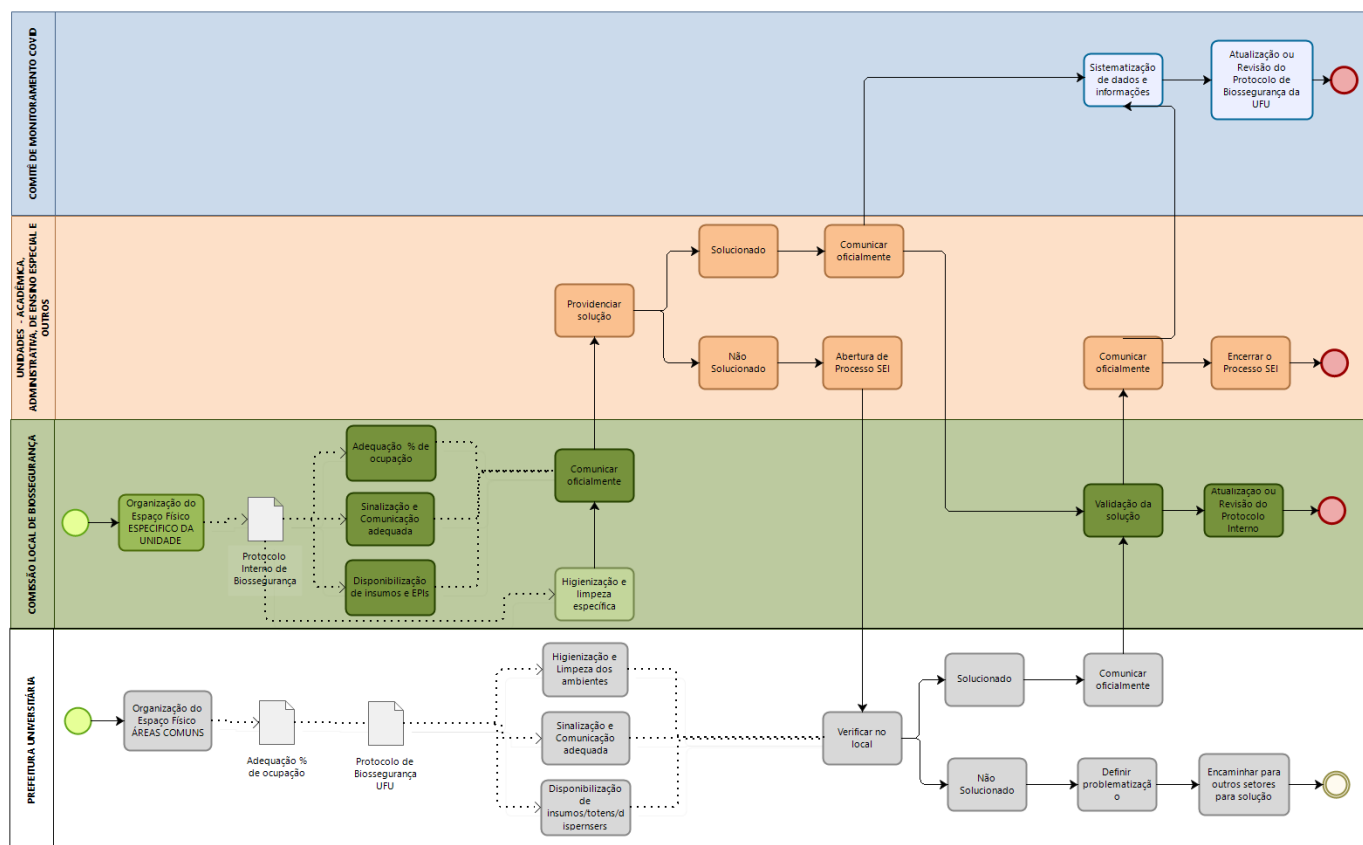 COMITÊ DE MONITORAMENTO COVID
Sistematização
de dados e
informações
Atualização ou
Revisão do
Protocolo de
Biossegurança da
UFU
UNIDADES - ACADÊMICA,
ADMINISTRATIVA, DE ENSINO ESPECIAL E
OUTROS
Providenciar
solução
Solucionado
Comunicar
oficialmente
Não
Solucionado
Abertura de
Processo SEI
Comunicar
oficialmente
Encerrar o
Processo SEI
COMISSÃO LOCAL DE BIOSSEGURANÇA
Organização do
Espaço Físico
ESPECIFICO DA
UNIDADE
Protocolo
Interno de
Biossegurança
Adequação % de
ocupação
Sinalização e
Comunicação
adequada
Disponibilização
de insumos e EPIs
Comunicar
oficialmente
Higienização e
limpeza
específica
Validação da
solução
Atualização ou
Revisão do
Protocolo
Interno
PREFEITURA UNIVERSITÁRIA
Organização do
Espaço Físico
ÁREAS COMUNS
Adequação %
de ocupação
Protocolo de
Biossegurança
UFU
Higienização e
Limpeza dos
ambientes
Sinalização e
Comunicação
adequada
Disponibilização
de
insumos/totens/d
ispernsers
Verificar no
local
Solucionado
Comunicar
oficialmente
Não
Solucionado
Definir
problematizaçã
o
Encaminhar para
outros setores
para solução